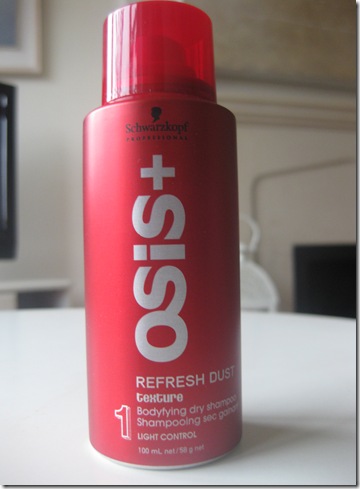 Schwarzkopf
PROFESSIONAL
OSiS+
REFRESH DUST
texture
1
Bodyfying dry shampoo
Shampooing sec
LIGHT CONTROL
100 mL net/58 g net